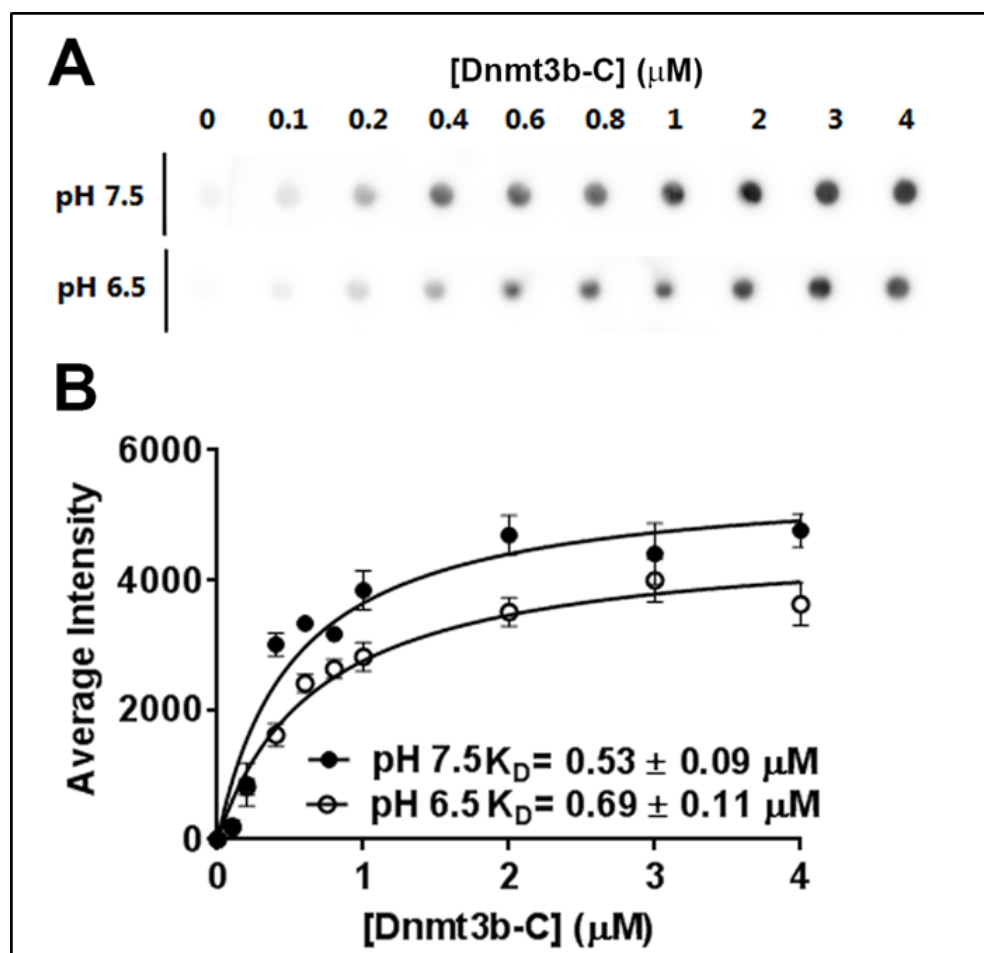 A
[Dnmt3b-C] (μM)
0 0.1 0.2 0.4 0.6 0.8 1 2 3 4
pH 7.5
pH 6.5
B
6000
4000
2000
0
Average Intensity
pH 7.5 K_D= 0.53 ± 0.09 μM
pH 6.5 K_D= 0.69 ± 0.11 μM
0 1 2 3 4
[Dnmt3b-C] (μM)